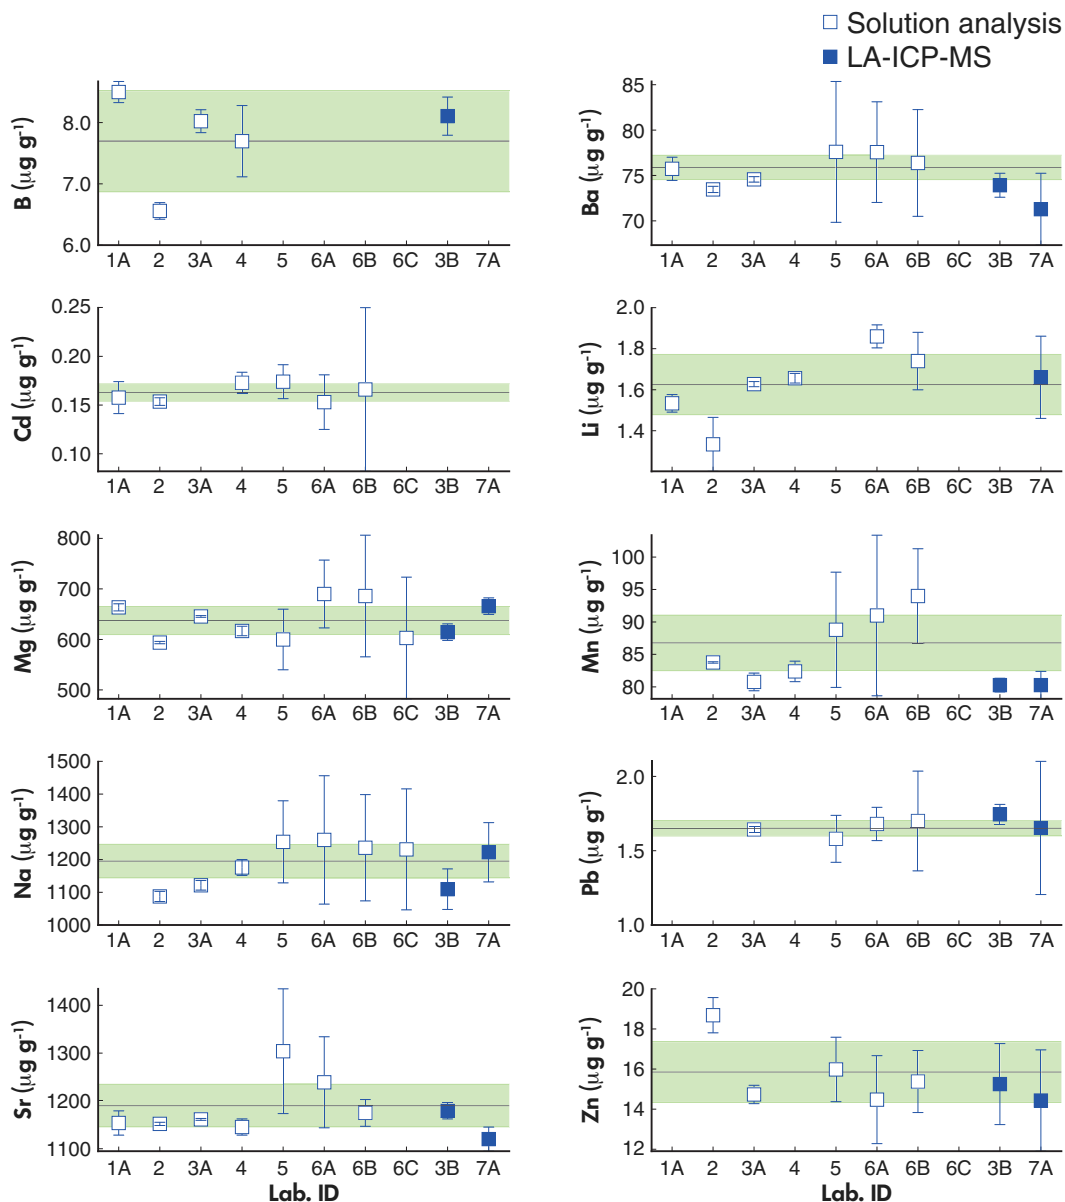 Solution analysis
LA-ICP-MS
B (µg g-1)
8.0
7.0
6.0
1A 2 3A 4 5 6A 6B 6C 3B 7A
Ba (µg g-1)
85
80
75
70
1A 2 3A 4 5 6A 6B 6C 3B 7A
Cd (µg g-1)
0.25
0.20
0.15
0.10
1A 2 3A 4 5 6A 6B 6C 3B 7A
Li (µg g-1)
2.0
1.8
1.6
1.4
1A 2 3A 4 5 6A 6B 6C 3B 7A
Mg (µg g-1)
800
700
600
500
1A 2 3A 4 5 6A 6B 6C 3B 7A
Mn (µg g-1)
100
95
90
85
80
1A 2 3A 4 5 6A 6B 6C 3B 7A
Na (µg g-1)
1500
1400
1300
1200
1100
1000
1A 2 3A 4 5 6A 6B 6C 3B 7A
Pb (µg g-1)
2.0
1.5
1.0
1A 2 3A 4 5 6A 6B 6C 3B 7A
Sr (µg g-1)
1400
1300
1200
1100
1A 2 3A 4 5 6A 6B 6C 3B 7A
Lab. ID
Zn (µg g-1)
20
18
16
14
12
1A 2 3A 4 5 6A 6B 6C 3B 7A
Lab. ID